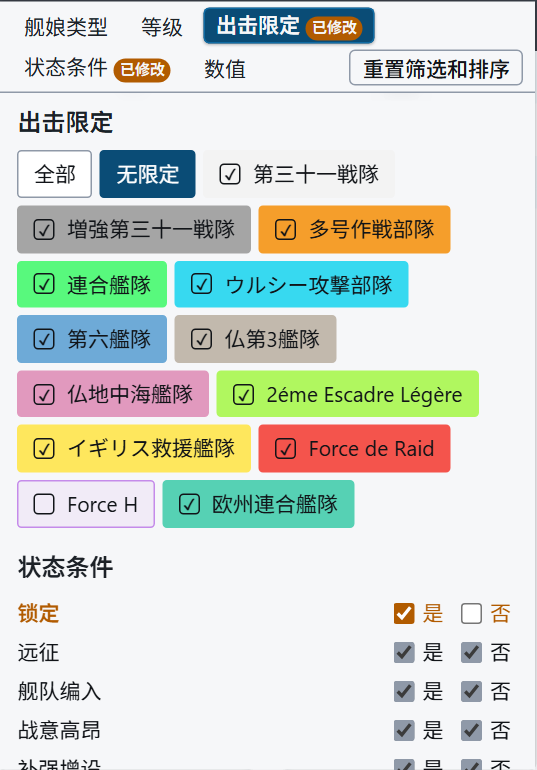 舰娘类型 等级 出击限定 已修改
状态条件 已修改 数值 重置筛选和排序
出击限定
全部 无限定 第三十一戦隊
増強第三十一戦隊 多号作戦部隊
連合艦隊 ウルシー攻撃部隊
第六艦隊 仏第3艦隊
仏地中海艦隊 2éme Escadre Légère
イギリス救援艦隊 Force de Raid
Force H 欧州連合艦隊
状态条件
锁定 是 否
远征 是 否
舰队编入 是 否
战意高昂 是 否
补强增设 是 否